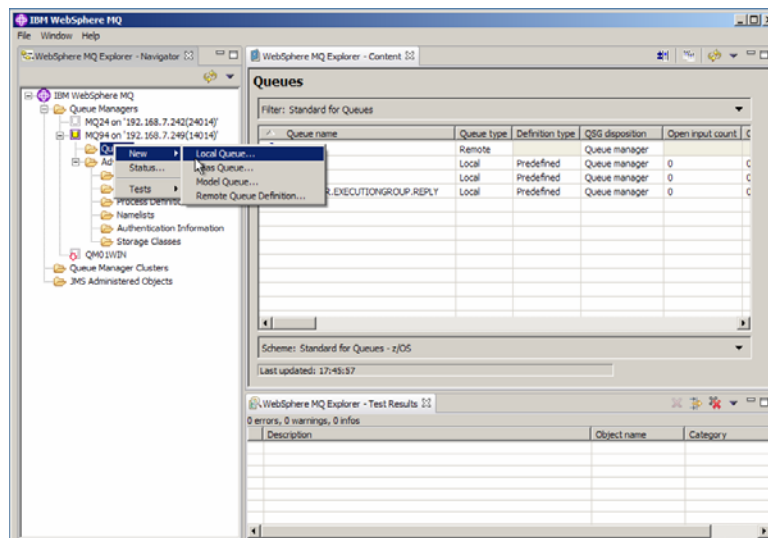 IBM WebSphere MQ
File Window Help
WebSphere MQ Explorer - Navigator
IBM WebSphere MQ
Queue Managers
MQ24 on '192.168.7.242(24014)'
MQ94 on '192.168.7.249(14014)'
Process
Namelists
Authentication Information
Storage Classes
QM01WIN
Queue Manager Clusters
JMS Administered Objects
New
Status...
Tests
Local Queue...
as Queue...
Model Queue...
Remote Queue Definition...
WebSphere MQ Explorer - Content
Queues
Filter: Standard for Queues
Queue name Queue type Definition type QSG disposition Open input count
Remote Queue manager
Local Predefined Queue manager 0
Local Predefined Queue manager 0
R.EXECUTIONGROUP.REPLY Local Predefined Queue manager 0
Scheme: Standard for Queues - z/OS
Last updated: 17:45:57
WebSphere MQ Explorer - Test Results
0 errors, 0 warnings, 0 infos
Description Object name Category